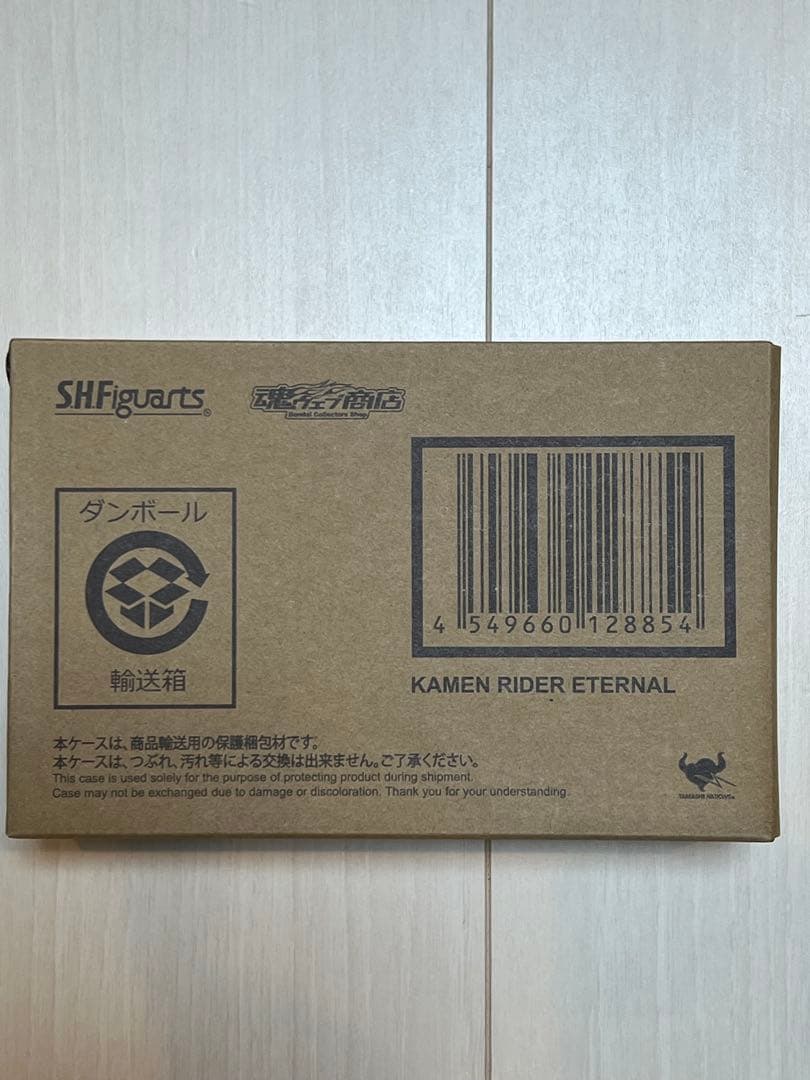 S.H.Figuarts®
魂ウェブ商店
Bandai Collectors Shop
ダンボール
輸送箱
4 549660 128854
KAMEN RIDER ETERNAL
本ケースは、商品輸送用の保護梱包材です。
本ケースは、つぶれ、汚れ等による交換は出来ません。ご了承ください。
This case is used solely for the purpose of protecting product during shipment.
Case may not be exchanged due to damage or discoloration. Thank you for your understanding.
TAMASHII NATIONS